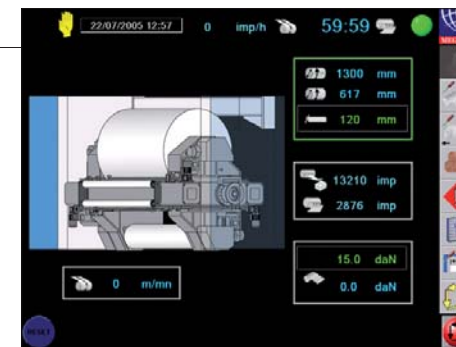 22/07/2005 12:57 0 imp/h 59:59
1300 mm
617 mm
120 mm
13210 imp
2876 imp
15.0 daN
0.0 daN
0 m/mn
RESET